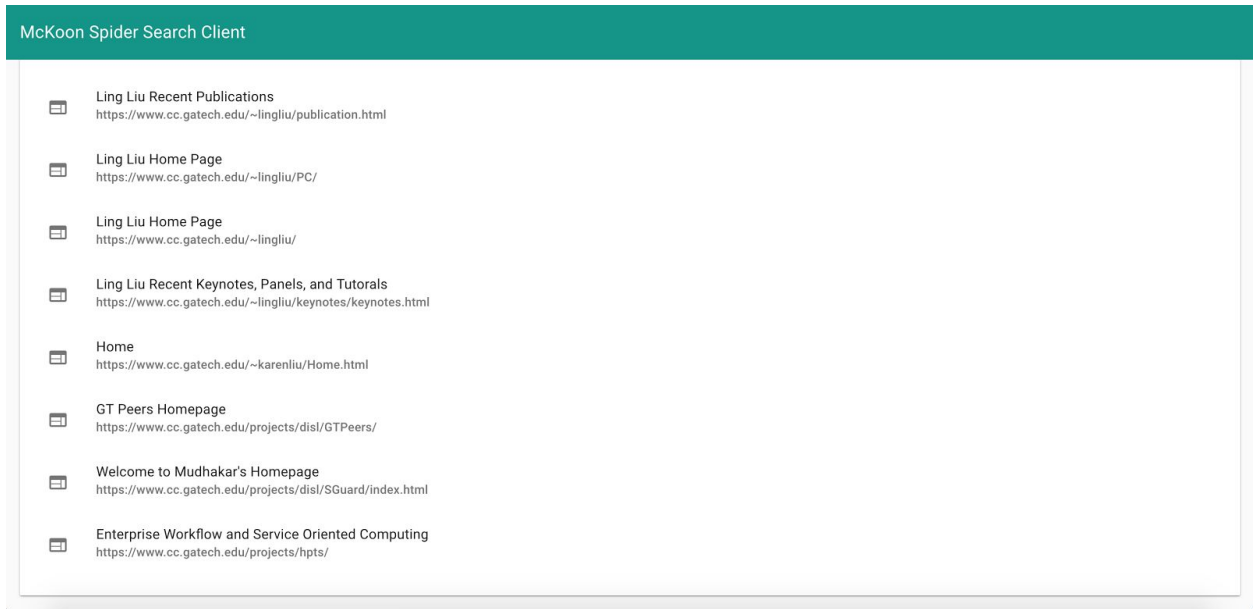 McKoon Spider Search Client
Ling Liu Recent Publications
https://www.cc.gatech.edu/~lingliu/publication.html
Ling Liu Home Page
https://www.cc.gatech.edu/~lingliu/PC/
Ling Liu Home Page
https://www.cc.gatech.edu/~lingliu/
Ling Liu Recent Keynotes, Panels, and Tutorals
https://www.cc.gatech.edu/~lingliu/keynotes/keynotes.html
Home
https://www.cc.gatech.edu/~karenliu/Home.html
GT Peers Homepage
https://www.cc.gatech.edu/projects/disl/GTPeers/
Welcome to Mudhakar's Homepage
https://www.cc.gatech.edu/projects/disl/SGuard/index.html
Enterprise Workflow and Service Oriented Computing
https://www.cc.gatech.edu/projects/hpts/